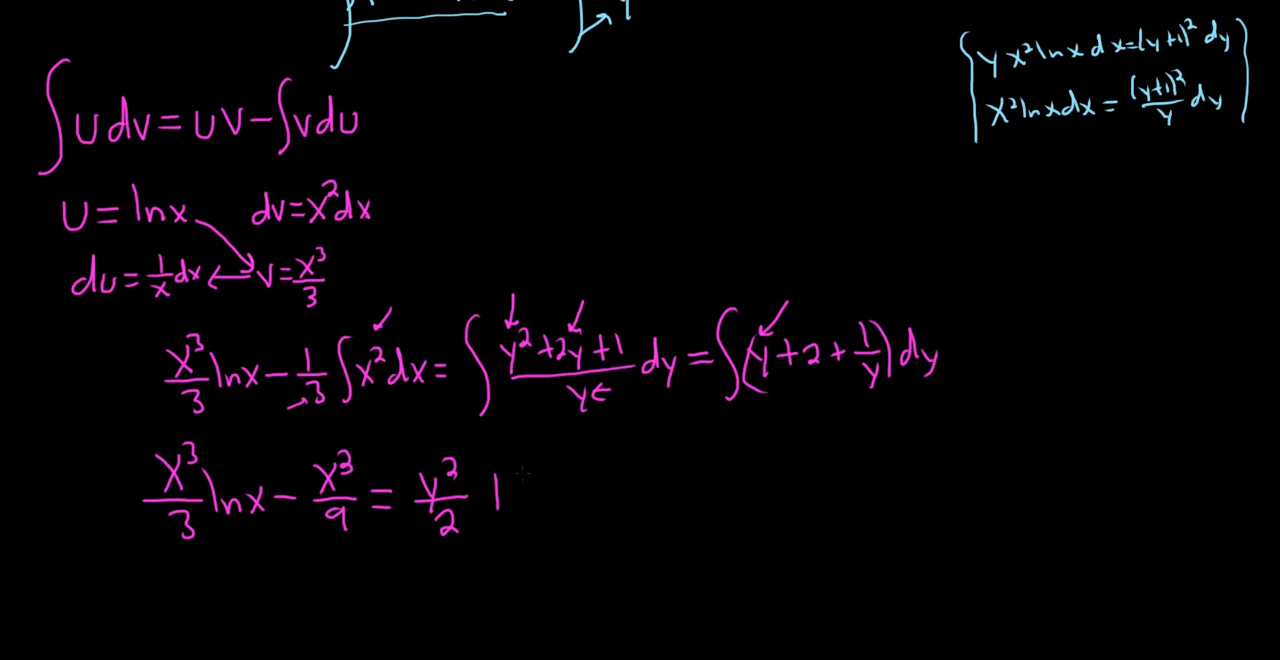 y x² ln x dx = (y+1)² dy
x² ln x dx = (y+1)²/y dy
∫ u dv = uv - ∫ v du
u = ln x dv = x² dx
du = 1/x dx v = x³/3
x³/3 ln x - 1/3 ∫ x² dx = ∫ (y² + 2y + 1)/y dy = ∫ (y + 2 + 1/y) dy
x³/3 ln x - x³/9 = y²/2